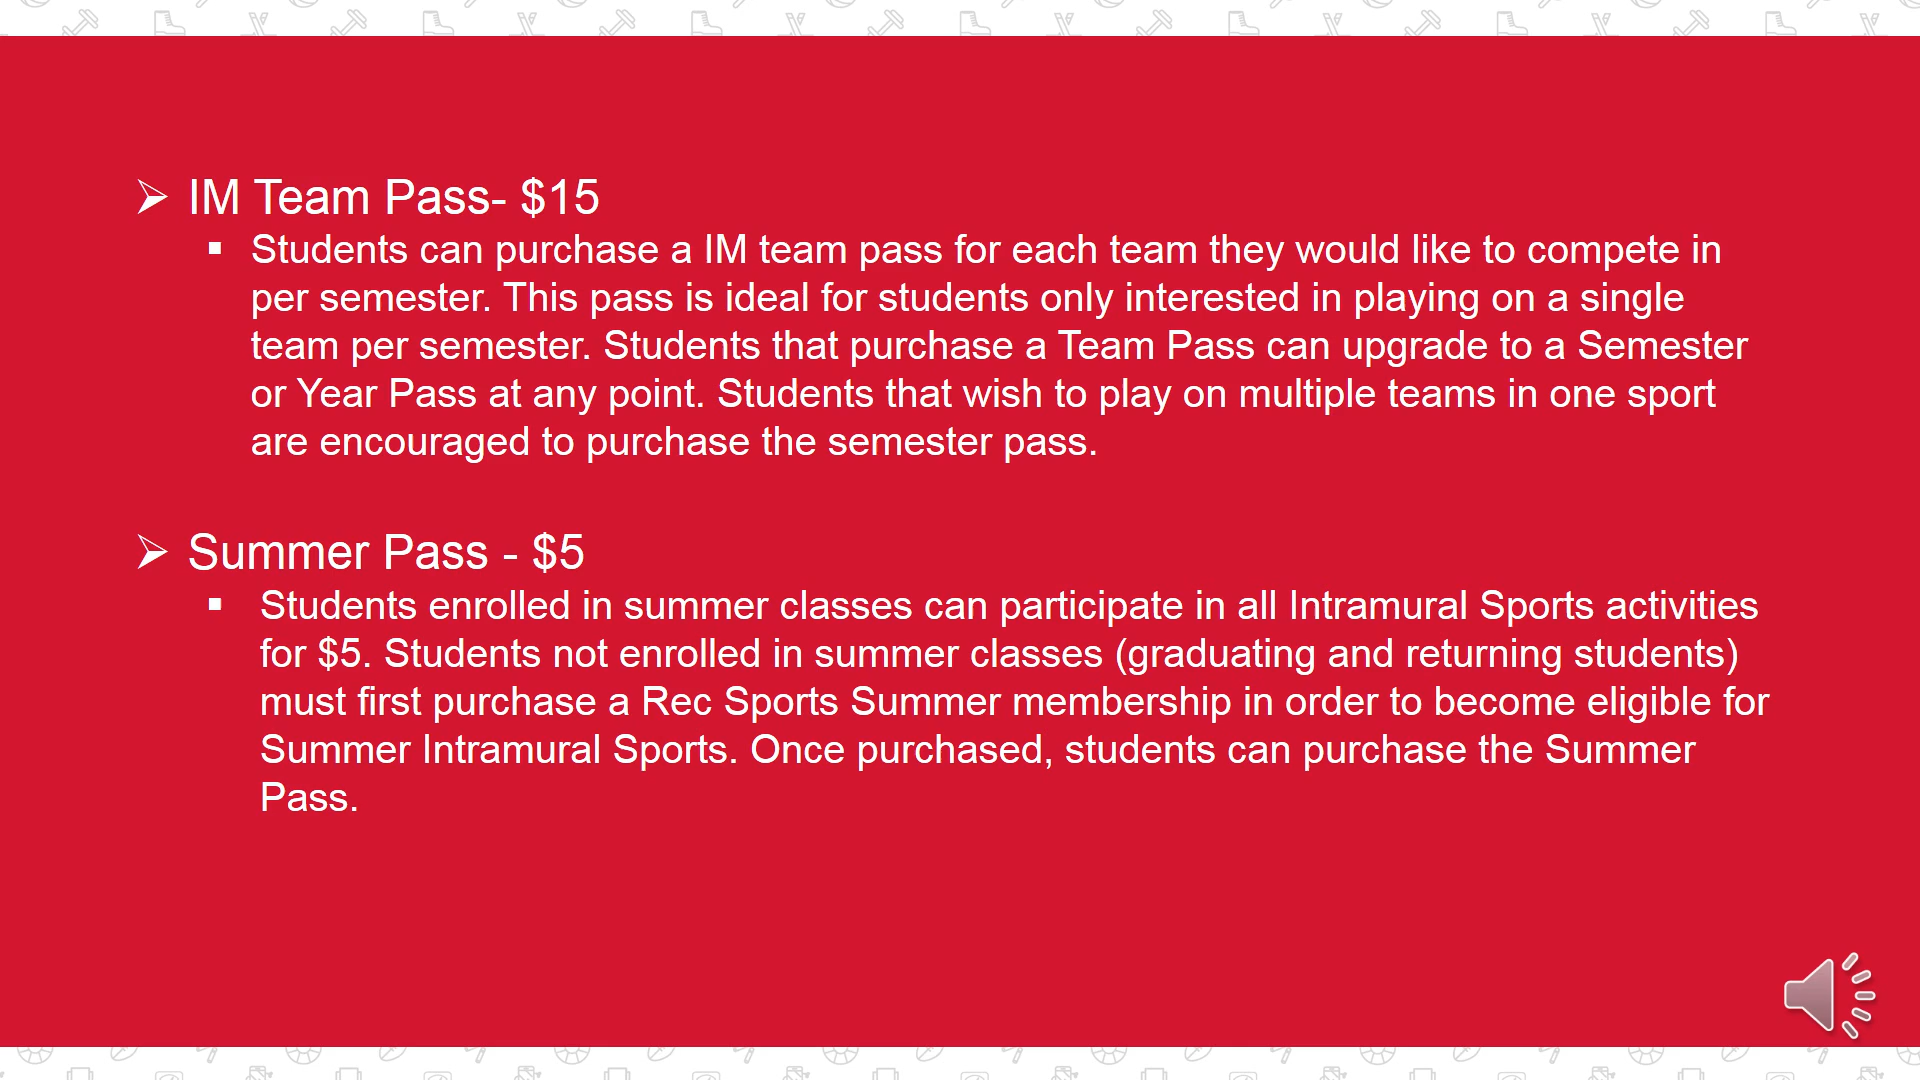 IM Team Pass- $15
Students can purchase a IM team pass for each team they would like to compete in
per semester. This pass is ideal for students only interested in playing on a single
team per semester. Students that purchase a Team Pass can upgrade to a Semester
or Year Pass at any point. Students that wish to play on multiple teams in one sport
are encouraged to purchase the semester pass.
Summer Pass - $5
Students enrolled in summer classes can participate in all Intramural Sports activities
for $5. Students not enrolled in summer classes (graduating and returning students)
must first purchase a Rec Sports Summer membership in order to become eligible for
Summer Intramural Sports. Once purchased, students can purchase the Summer
Pass.